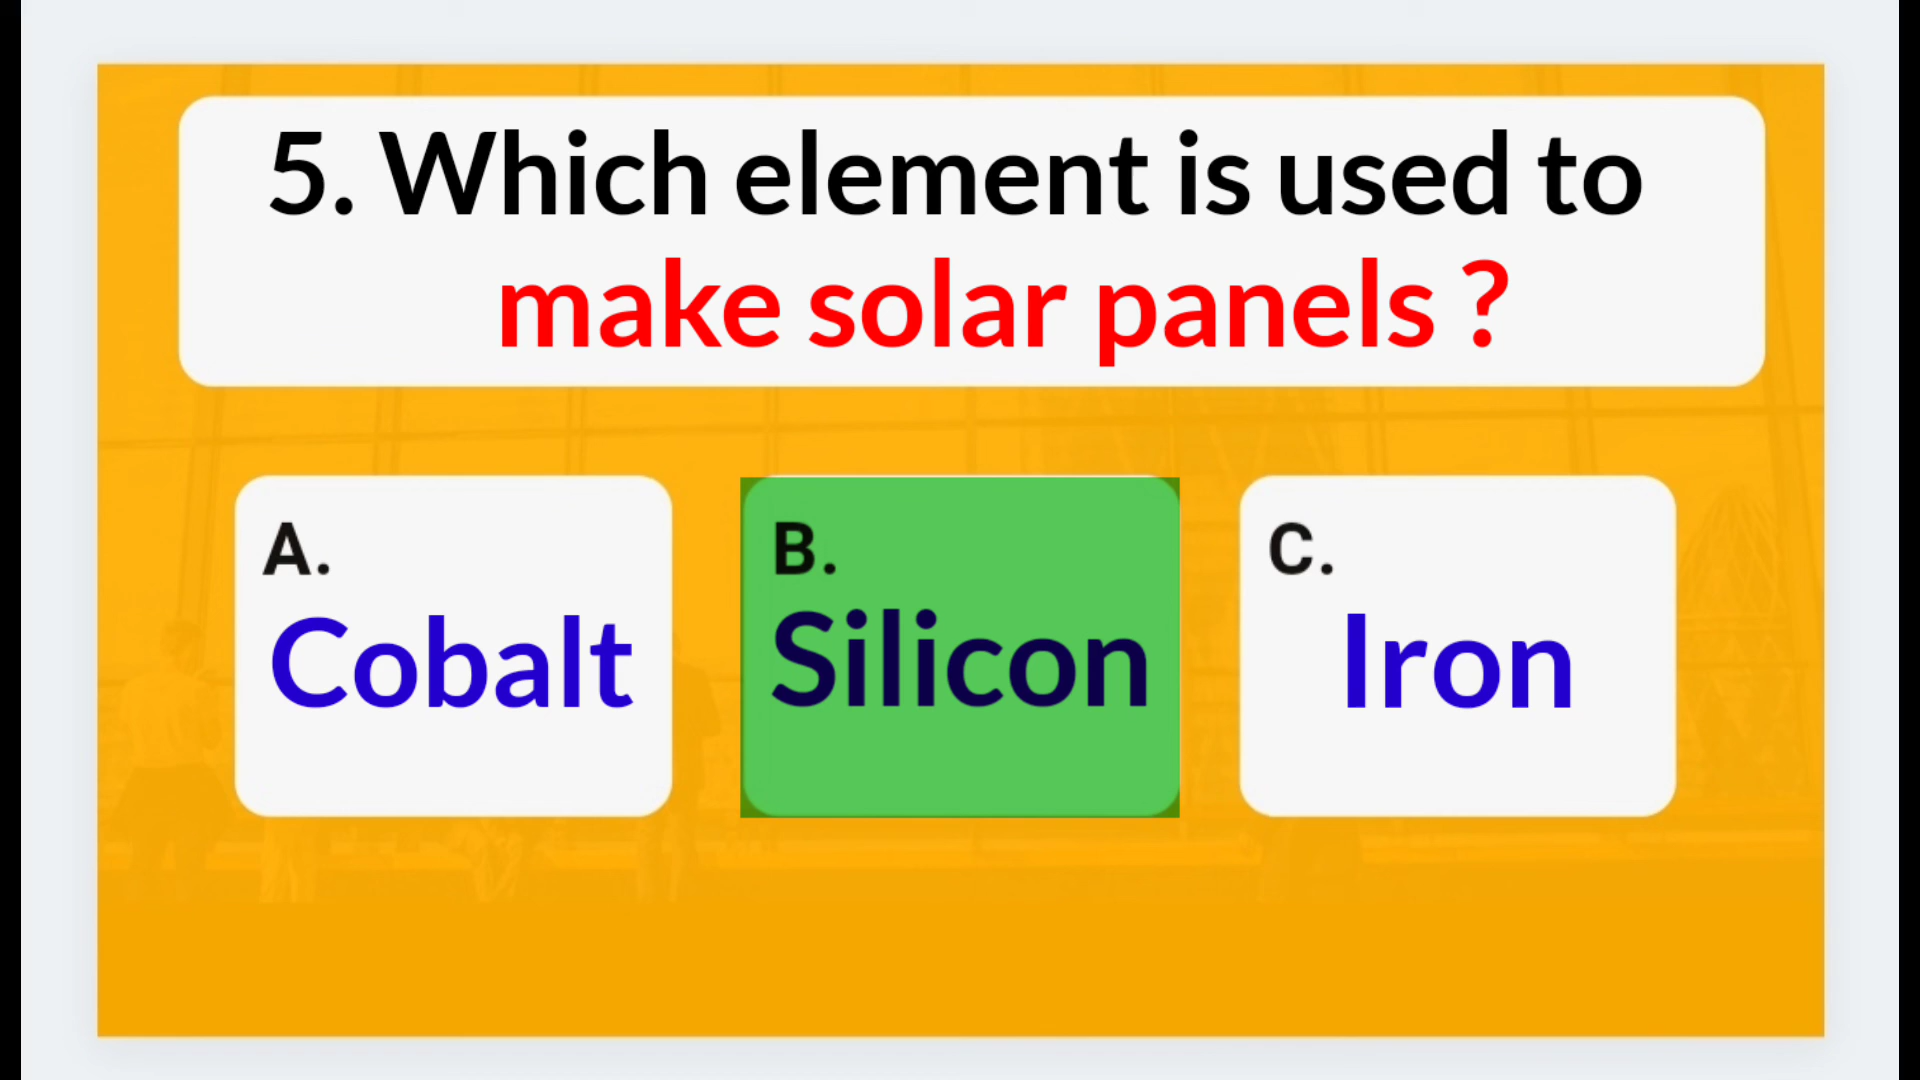 5. Which element is used to
make solar panels ?
A.
Cobalt
B.
Silicon
C.
Iron